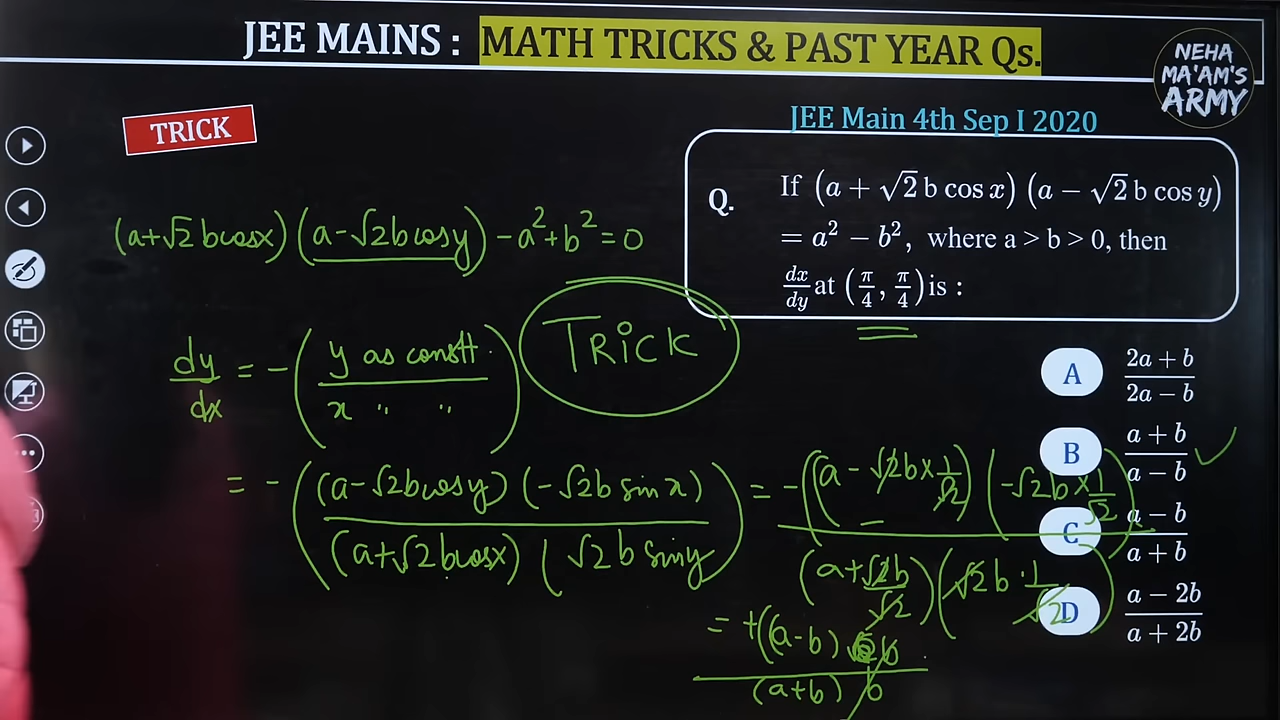 JEE MAINS : MATH TRICKS & PAST YEAR Qs.
NEHA
MA'AM'S
ARMY
TRICK
JEE Main 4th Sep I 2020
Q. If (a + √2 b cos x) (a − √2 b cos y)
= a² − b², where a > b > 0, then
dx/dy at (π/4, π/4) is :
(a+√2 bcosx) (a-√2bcosy) - a² + b² = 0
TRiCK
dy/dx = - (y as constt. / x " ")
= - ((a-√2bcosy) (-√2b sinx) / (a+√2bcosx) (√2 b siny)) = - ((a - √2b×1/√2) (-√2b×1/√2) / (a+√2b/√2) (√2b·1/√2))
= +((a-b) b / (a+b) b
A (2a + b)/(2a − b)
B (a + b)/(a − b) ✓
C (a − b)/(a + b)
D (a − 2b)/(a + 2b)